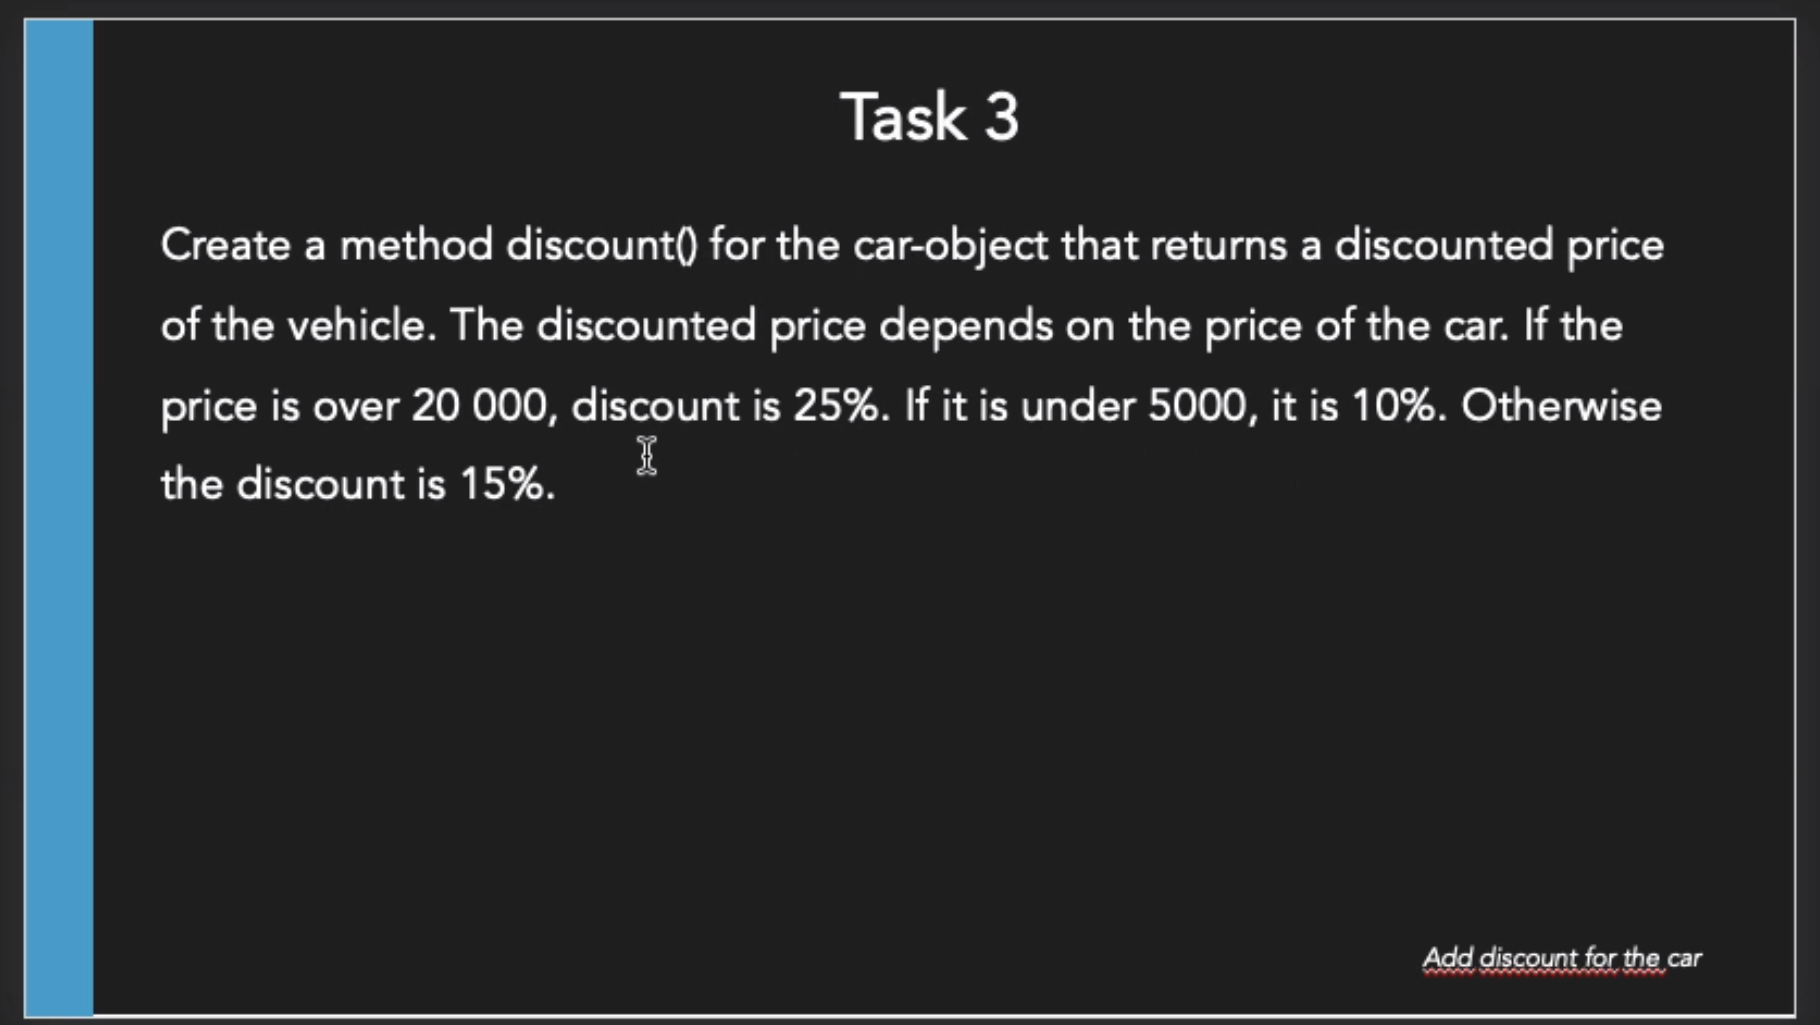 Task 3
Create a method discount() for the car-object that returns a discounted price
of the vehicle. The discounted price depends on the price of the car. If the
price is over 20 000, discount is 25%. If it is under 5000, it is 10%. Otherwise
the discount is 15%.
Add discount for the car